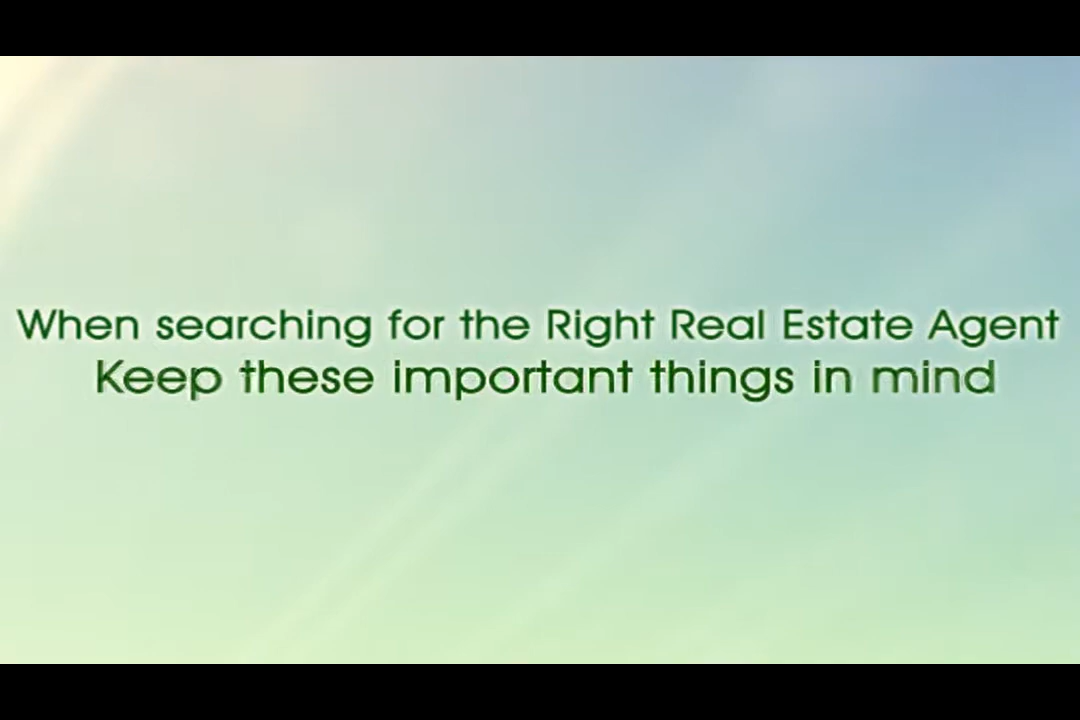 When searching for the Right Real Estate Agent
Keep these important things in mind